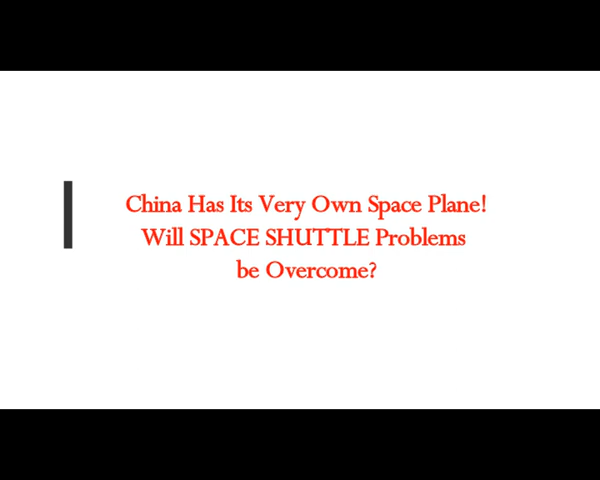 China Has Its Very Own Space Plane!
Will SPACE SHUTTLE Problems
be Overcome?